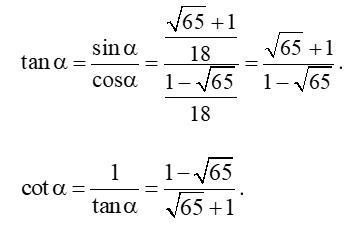 tan α = sin α / cos α = ((√65 + 1)/18) / ((1 − √65)/18) = (√65 + 1)/(1 − √65).
cot α = 1 / tan α = (1 − √65)/(√65 + 1).